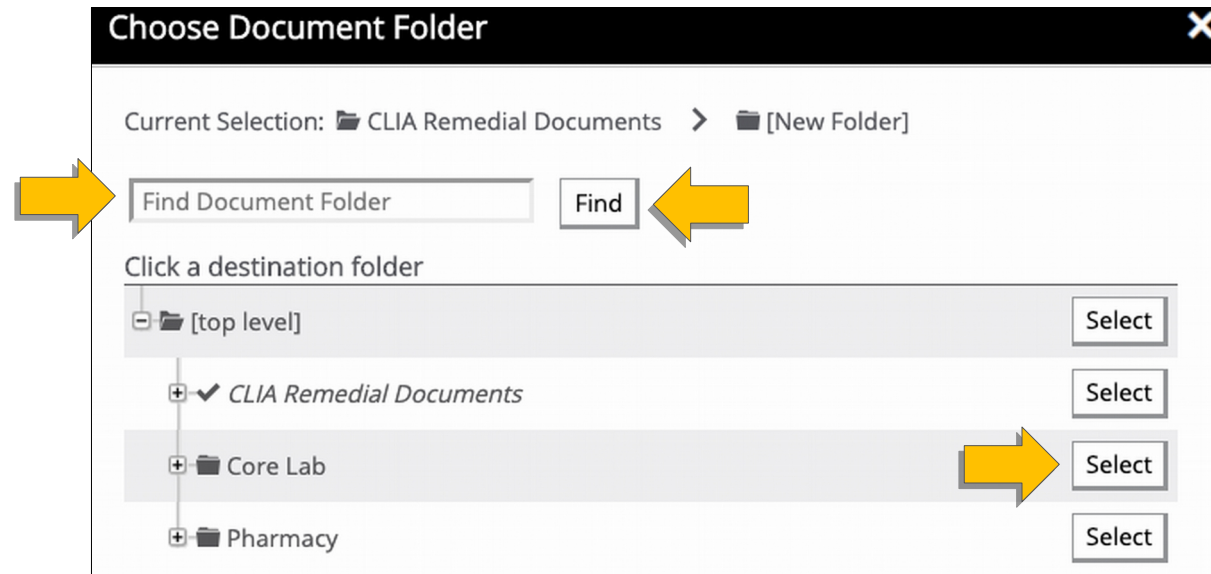 Choose Document Folder
Current Selection: CLIA Remedial Documents > [New Folder]
Find Document Folder Find
Click a destination folder
[top level] Select
CLIA Remedial Documents Select
Core Lab Select
Pharmacy Select